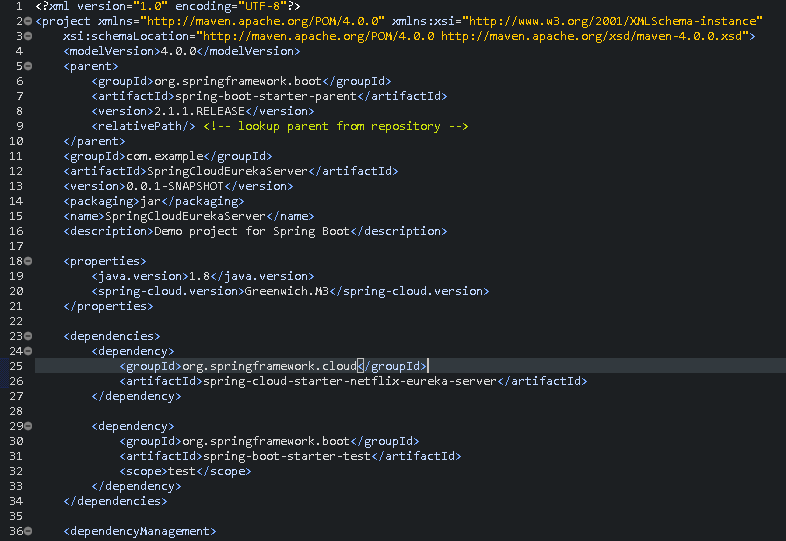 1 <?xml version="1.0" encoding="UTF-8"?>
2 <project xmlns="http://maven.apache.org/POM/4.0.0" xmlns:xsi="http://www.w3.org/2001/XMLSchema-instance"
3     xsi:schemaLocation="http://maven.apache.org/POM/4.0.0 http://maven.apache.org/xsd/maven-4.0.0.xsd">
4     <modelVersion>4.0.0</modelVersion>
5     <parent>
6         <groupId>org.springframework.boot</groupId>
7         <artifactId>spring-boot-starter-parent</artifactId>
8         <version>2.1.1.RELEASE</version>
9         <relativePath/> <!-- lookup parent from repository -->
10     </parent>
11     <groupId>com.example</groupId>
12     <artifactId>SpringCloudEurekaServer</artifactId>
13     <version>0.0.1-SNAPSHOT</version>
14     <packaging>jar</packaging>
15     <name>SpringCloudEurekaServer</name>
16     <description>Demo project for Spring Boot</description>
17
18     <properties>
19         <java.version>1.8</java.version>
20         <spring-cloud.version>Greenwich.M3</spring-cloud.version>
21     </properties>
22
23     <dependencies>
24         <dependency>
25             <groupId>org.springframework.cloud</groupId>
26             <artifactId>spring-cloud-starter-netflix-eureka-server</artifactId>
27         </dependency>
28
29         <dependency>
30             <groupId>org.springframework.boot</groupId>
31             <artifactId>spring-boot-starter-test</artifactId>
32             <scope>test</scope>
33         </dependency>
34     </dependencies>
35
36     <dependencyManagement>